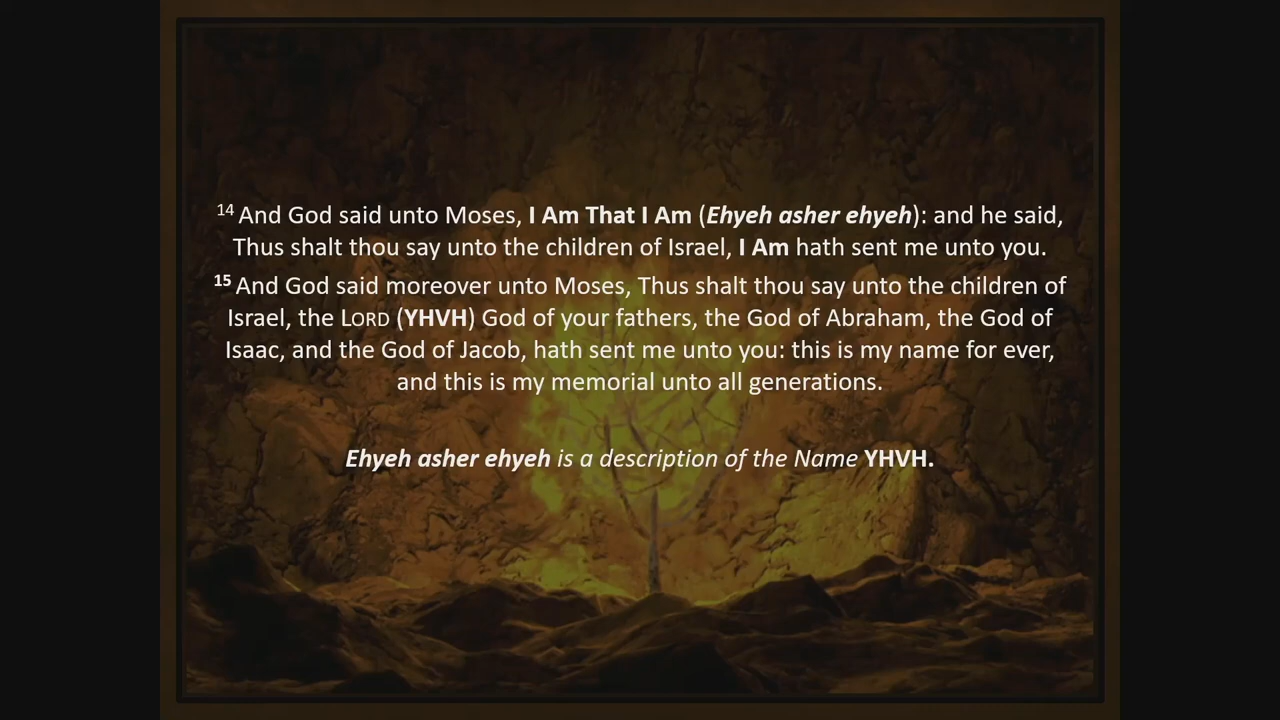 14 And God said unto Moses, I Am That I Am (Ehyeh asher ehyeh): and he said,
Thus shalt thou say unto the children of Israel, I Am hath sent me unto you.
15 And God said moreover unto Moses, Thus shalt thou say unto the children of
Israel, the LORD (YHVH) God of your fathers, the God of Abraham, the God of
Isaac, and the God of Jacob, hath sent me unto you: this is my name for ever,
and this is my memorial unto all generations.
Ehyeh asher ehyeh is a description of the Name YHVH.